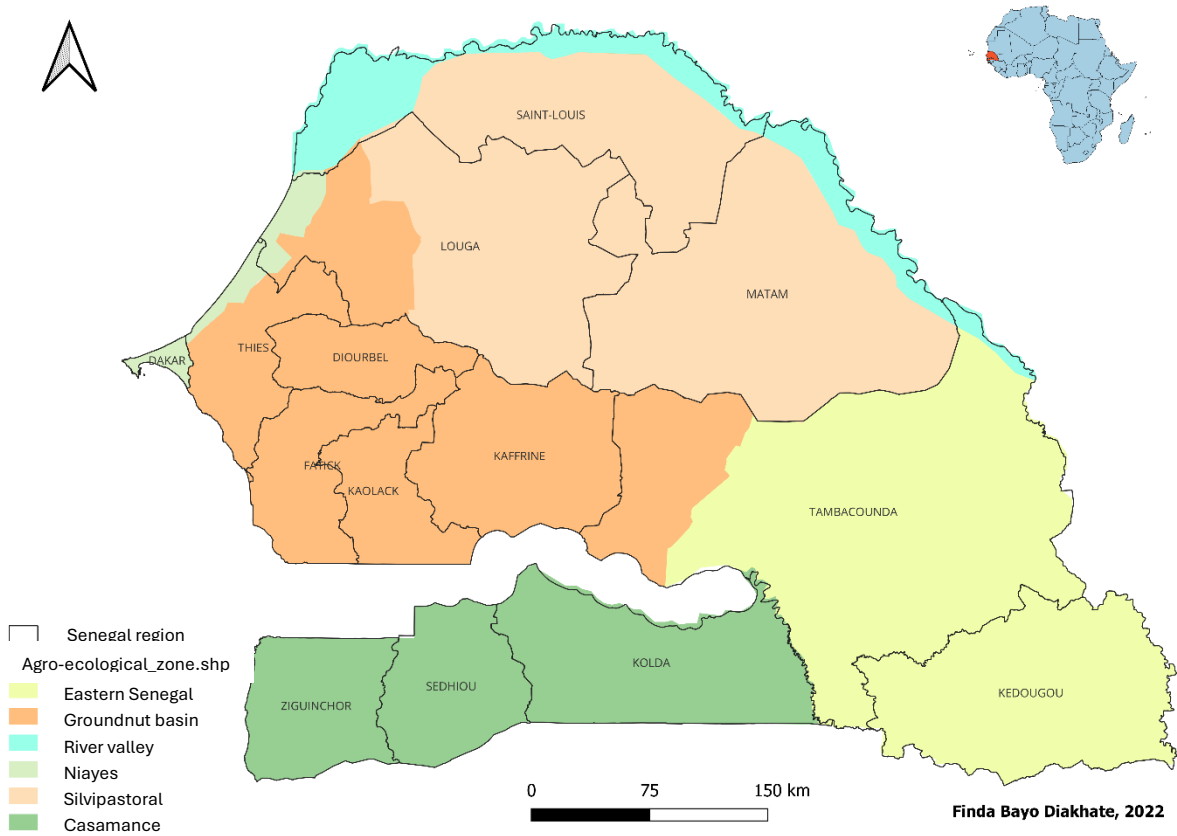 SAINT-LOUIS
LOUGA
MATAM
THIES
DIOURBEL
DAKAR
KAFFRINE
FATICK
KAOLACK
TAMBACOUNDA
KOLDA
SEDHIOU
ZIGUINCHOR
KEDOUGOU
Senegal region
Agro-ecological_zone.shp
Eastern Senegal
Groundnut basin
River valley
Niayes
Silvipastoral
Casamance
0 75 150 km
Finda Bayo Diakhate, 2022